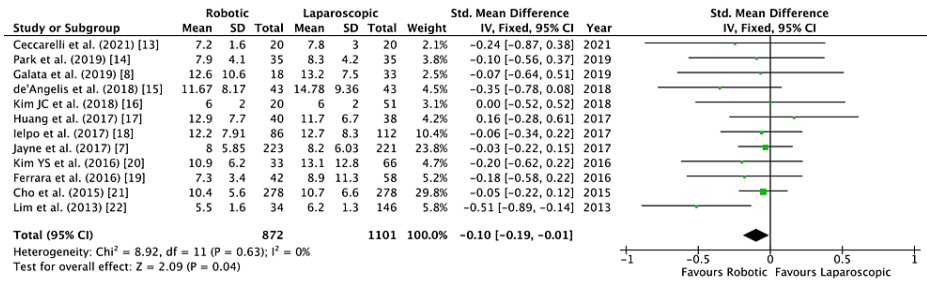 Robotic Laparoscopic Std. Mean Difference Std. Mean Difference
Study or Subgroup Mean SD Total Mean SD Total Weight IV, Fixed, 95% CI Year IV, Fixed, 95% CI
Ceccarelli et al. (2021) [13] 7.2 1.6 20 7.8 3 20 2.1% −0.24 [−0.87, 0.38] 2021
Park et al. (2019) [14] 7.9 4.1 35 8.3 4.2 35 3.8% −0.10 [−0.56, 0.37] 2019
Galata et al. (2019) [8] 12.6 10.6 18 13.2 7.5 33 2.5% −0.07 [−0.64, 0.51] 2019
de'Angelis et al. (2018) [15] 11.67 8.17 43 14.78 9.36 43 4.5% −0.35 [−0.78, 0.08] 2018
Kim JC et al. (2018) [16] 6 2 20 6 2 51 3.1% 0.00 [−0.52, 0.52] 2018
Huang et al. (2017) [17] 12.9 7.7 40 11.7 6.7 38 4.2% 0.16 [−0.28, 0.61] 2017
Ielpo et al. (2017) [18] 12.2 7.91 86 12.7 8.3 112 10.4% −0.06 [−0.34, 0.22] 2017
Jayne et al. (2017) [7] 8 5.85 223 8.2 6.03 221 23.8% −0.03 [−0.22, 0.15] 2017
Kim YS et al. (2016) [20] 10.9 6.2 33 13.1 12.8 66 4.7% −0.20 [−0.62, 0.22] 2016
Ferrara et al. (2016) [19] 7.3 3.4 42 8.9 11.3 58 5.2% −0.18 [−0.58, 0.22] 2016
Cho et al. (2015) [21] 10.4 5.6 278 10.7 6.6 278 29.8% −0.05 [−0.22, 0.12] 2015
Lim et al. (2013) [22] 5.5 1.6 34 6.2 1.3 146 5.8% −0.51 [−0.89, −0.14] 2013
Total (95% CI) 872 1101 100.0% −0.10 [−0.19, −0.01]
Heterogeneity: Chi² = 8.92, df = 11 (P = 0.63); I² = 0%
Test for overall effect: Z = 2.09 (P = 0.04)
−1 −0.5 0 0.5 1
Favours Robotic Favours Laparoscopic